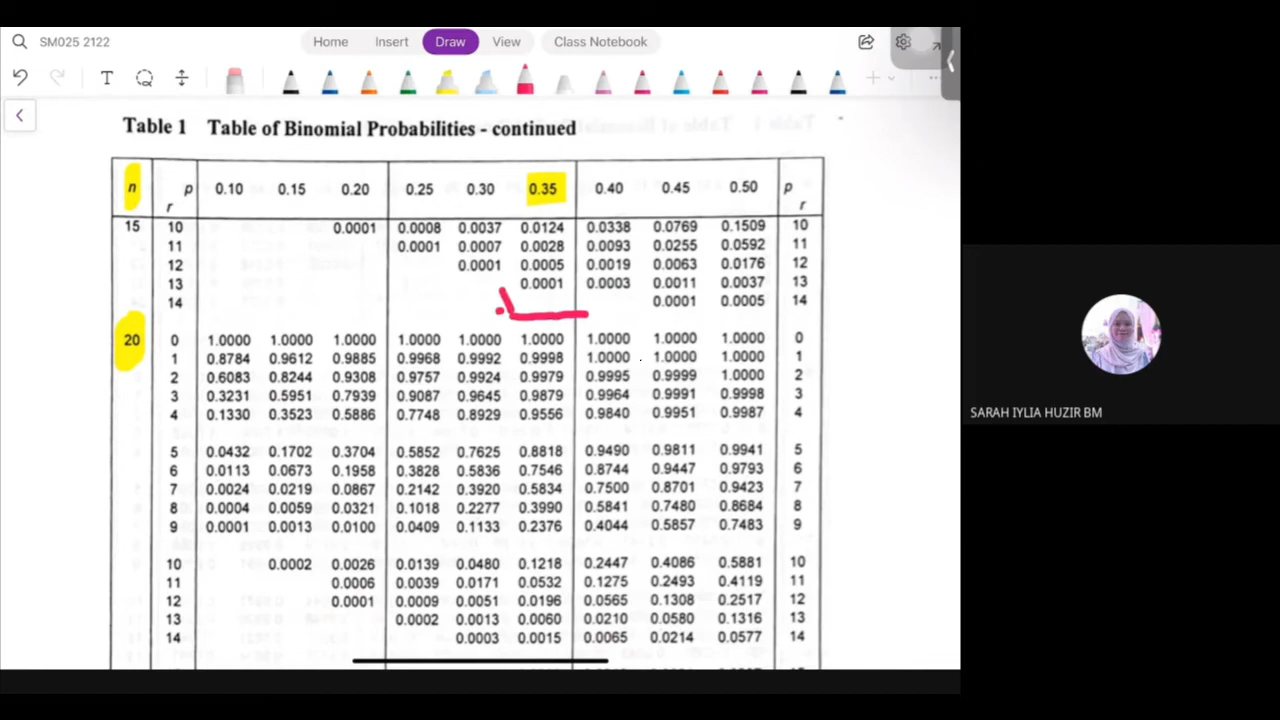 SM025 2122
Home Insert Draw View Class Notebook
Table 1 Table of Binomial Probabilities - continued
n p 0.10 0.15 0.20 0.25 0.30 0.35 0.40 0.45 0.50 p
r r
15 10 0.0001 0.0008 0.0037 0.0124 0.0338 0.0769 0.1509 10
11 0.0001 0.0007 0.0028 0.0093 0.0255 0.0592 11
12 0.0001 0.0005 0.0019 0.0063 0.0176 12
13 0.0001 0.0003 0.0011 0.0037 13
14 0.0001 0.0005 14
20 0 1.0000 1.0000 1.0000 1.0000 1.0000 1.0000 1.0000 1.0000 1.0000 0
1 0.8784 0.9612 0.9885 0.9968 0.9992 0.9998 1.0000 1.0000 1.0000 1
2 0.6083 0.8244 0.9308 0.9757 0.9924 0.9979 0.9995 0.9999 1.0000 2
3 0.3231 0.5951 0.7939 0.9087 0.9645 0.9879 0.9964 0.9991 0.9998 3
4 0.1330 0.3523 0.5886 0.7748 0.8929 0.9556 0.9840 0.9951 0.9987 4
5 0.0432 0.1702 0.3704 0.5852 0.7625 0.8818 0.9490 0.9811 0.9941 5
6 0.0113 0.0673 0.1958 0.3828 0.5836 0.7546 0.8744 0.9447 0.9793 6
7 0.0024 0.0219 0.0867 0.2142 0.3920 0.5834 0.7500 0.8701 0.9423 7
8 0.0004 0.0059 0.0321 0.1018 0.2277 0.3990 0.5841 0.7480 0.8684 8
9 0.0001 0.0013 0.0100 0.0409 0.1133 0.2376 0.4044 0.5857 0.7483 9
10 0.0002 0.0026 0.0139 0.0480 0.1218 0.2447 0.4086 0.5881 10
11 0.0006 0.0039 0.0171 0.0532 0.1275 0.2493 0.4119 11
12 0.0001 0.0009 0.0051 0.0196 0.0565 0.1308 0.2517 12
13 0.0002 0.0013 0.0060 0.0210 0.0580 0.1316 13
14 0.0003 0.0015 0.0065 0.0214 0.0577 14
SARAH IYLIA HUZIR BM